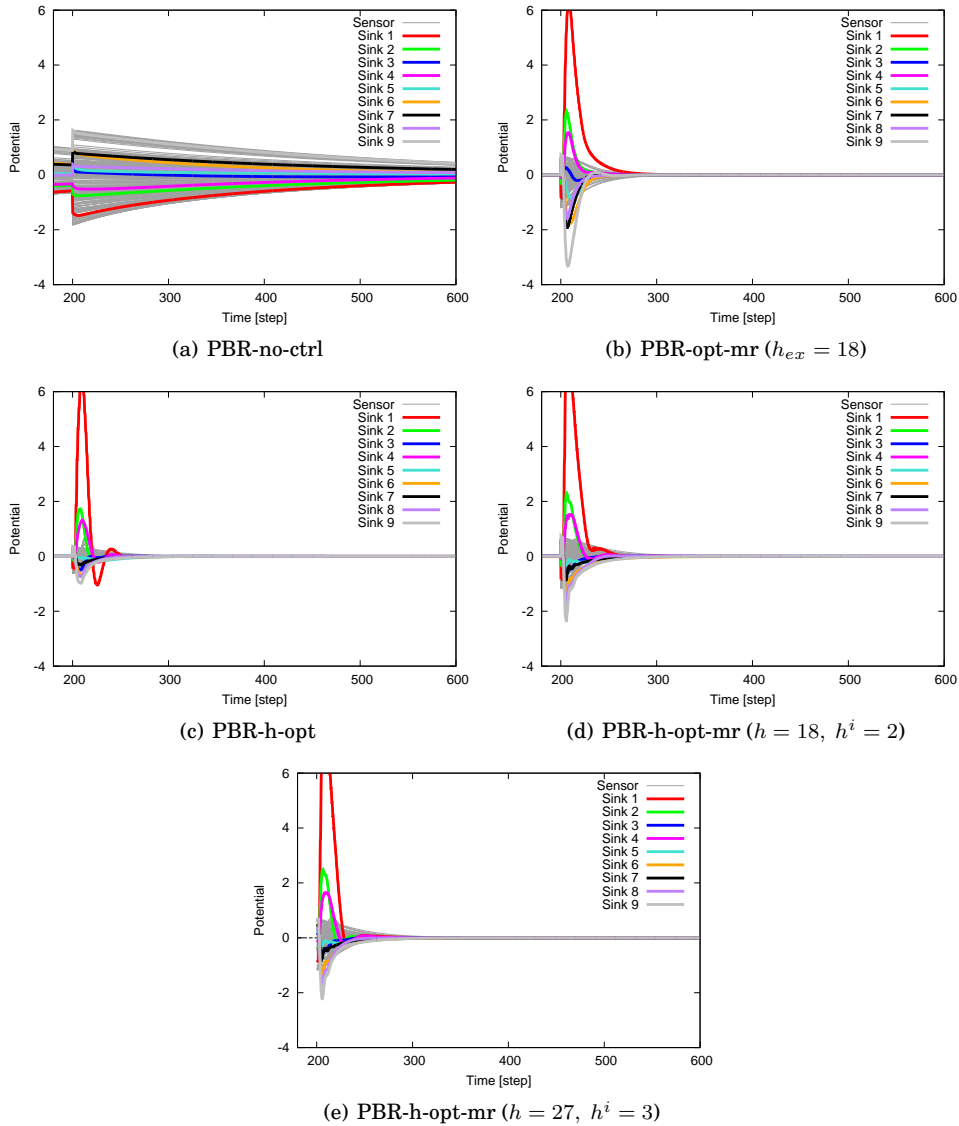 6
4
2
0
-2
-4
Potential
200
300
400
500
600
Time [step]
Sensor
Sink 1
Sink 2
Sink 3
Sink 4
Sink 5
Sink 6
Sink 7
Sink 8
Sink 9
(a) PBR-no-ctrl
6
4
2
0
-2
-4
Potential
200
300
400
500
600
Time [step]
Sensor
Sink 1
Sink 2
Sink 3
Sink 4
Sink 5
Sink 6
Sink 7
Sink 8
Sink 9
(b) PBR-opt-mr (h_{ex} = 18)
6
4
2
0
-2
-4
Potential
200
300
400
500
600
Time [step]
Sensor
Sink 1
Sink 2
Sink 3
Sink 4
Sink 5
Sink 6
Sink 7
Sink 8
Sink 9
(c) PBR-h-opt
6
4
2
0
-2
-4
Potential
200
300
400
500
600
Time [step]
Sensor
Sink 1
Sink 2
Sink 3
Sink 4
Sink 5
Sink 6
Sink 7
Sink 8
Sink 9
(d) PBR-h-opt-mr (h = 18, h^i = 2)
6
4
2
0
-2
-4
Potential
200
300
400
500
600
Time [step]
Sensor
Sink 1
Sink 2
Sink 3
Sink 4
Sink 5
Sink 6
Sink 7
Sink 8
Sink 9
(e) PBR-h-opt-mr (h = 27, h^i = 3)